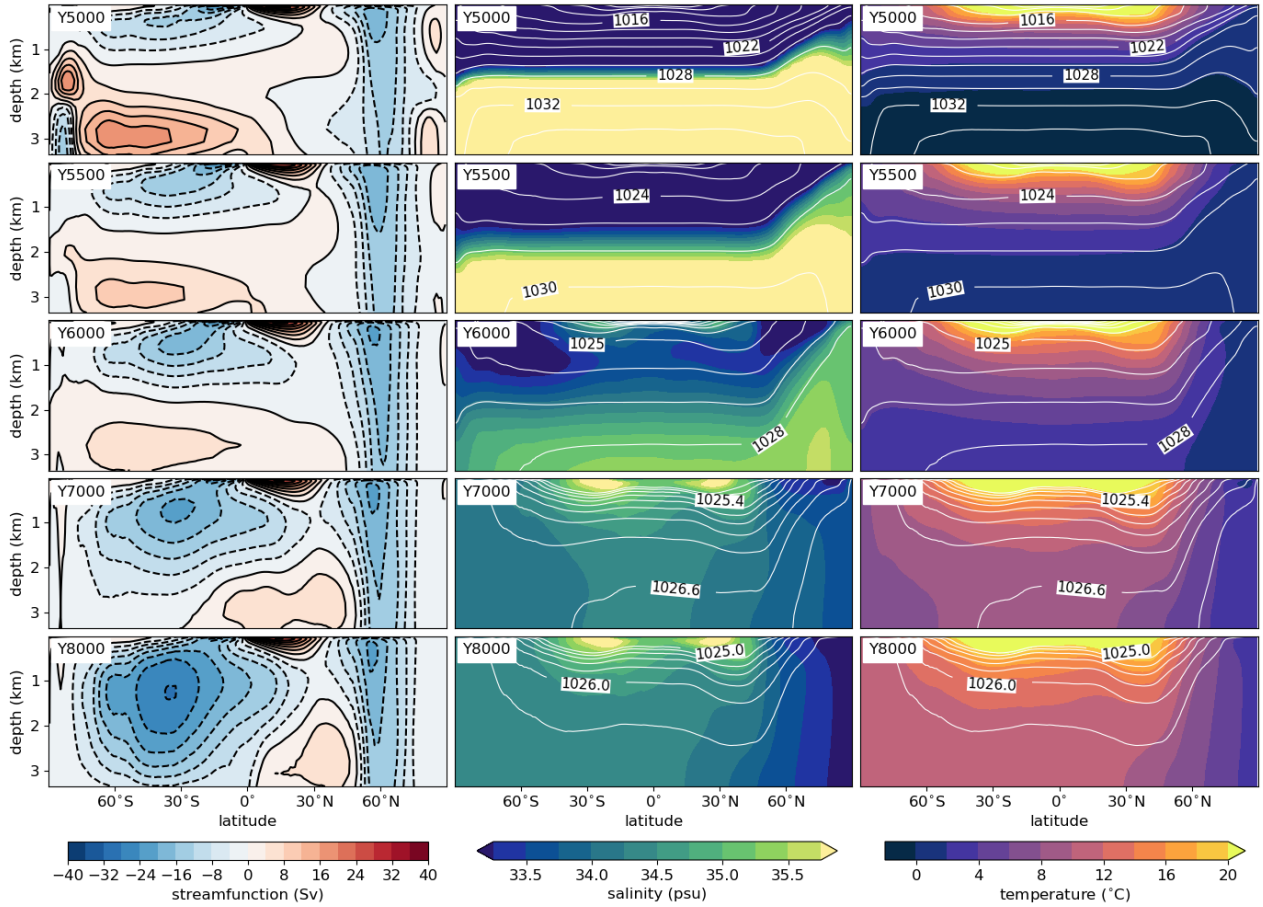 Y5000 Y5000 Y5000
1016 1016
1022 1022
1028 1028
1032 1032
depth (km) 1 2 3
Y5500 Y5500 Y5500
1024 1024
1030 1030
depth (km) 1 2 3
Y6000 Y6000 Y6000
1025 1025
1028 1028
depth (km) 1 2 3
Y7000 Y7000 Y7000
1025.4 1025.4
1026.6 1026.6
depth (km) 1 2 3
Y8000 Y8000 Y8000
1025.0 1025.0
1026.0 1026.0
depth (km) 1 2 3
60°S 30°S 0° 30°N 60°N 60°S 30°S 0° 30°N 60°N 60°S 30°S 0° 30°N 60°N
latitude latitude latitude
−40 −32 −24 −16 −8 0 8 16 24 32 40
streamfunction (Sv)
33.5 34.0 34.5 35.0 35.5
salinity (psu)
0 4 8 12 16 20
temperature (°C)